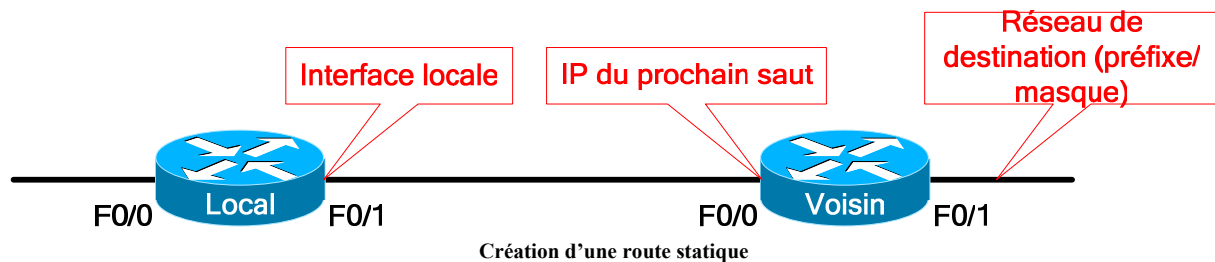 Réseau de
destination (préfixe/
masque)
Interface locale
IP du prochain saut
Local
Voisin
F0/0
F0/1
F0/0
F0/1
Création d’une route statique